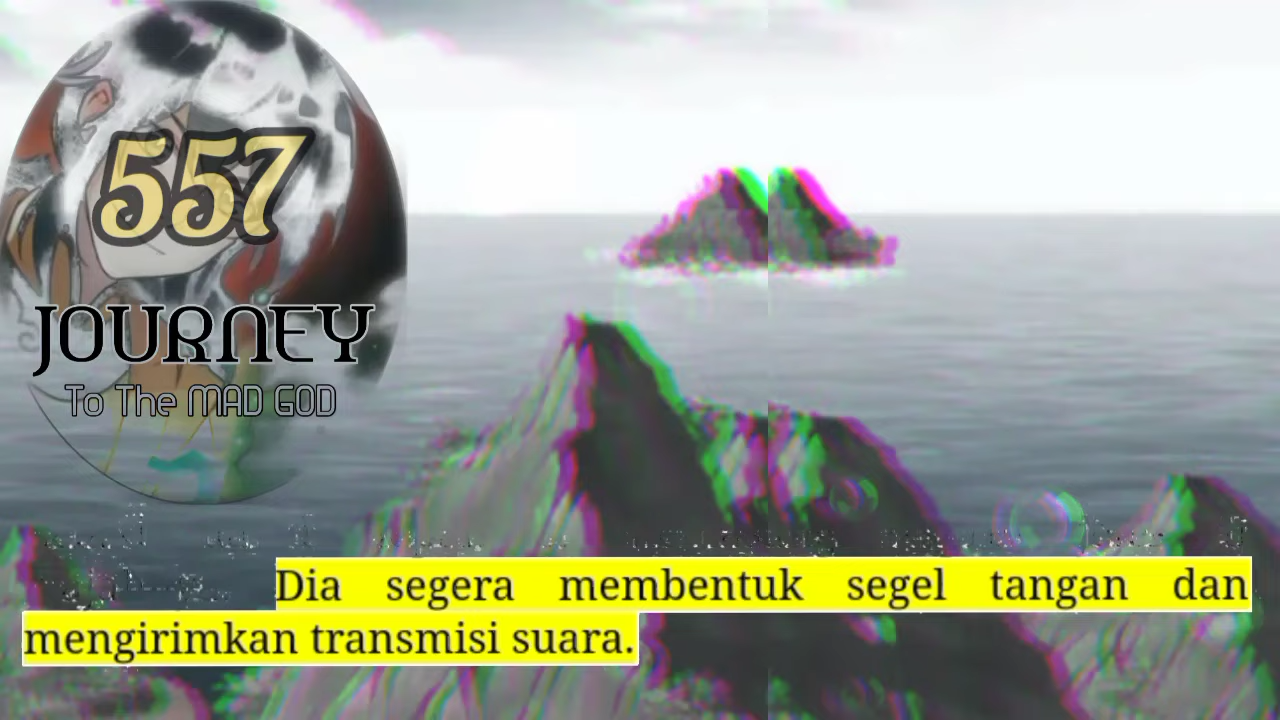 557
JOURNEY
To The MAD GOD
Dia segera membentuk segel tangan dan
mengirimkan transmisi suara.